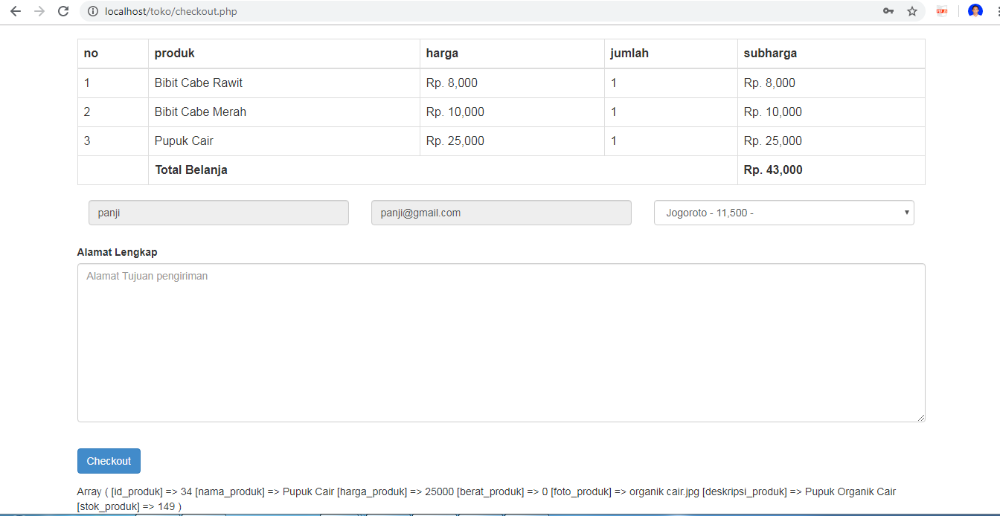 localhost/toko/checkout.php
no produk harga jumlah subharga
1 Bibit Cabe Rawit Rp. 8,000 1 Rp. 8,000
2 Bibit Cabe Merah Rp. 10,000 1 Rp. 10,000
3 Pupuk Cair Rp. 25,000 1 Rp. 25,000
Total Belanja Rp. 43,000
panji panji@gmail.com Jogoroto - 11,500 -
Alamat Lengkap
Alamat Tujuan pengiriman
Checkout
Array ( [id_produk] => 34 [nama_produk] => Pupuk Cair [harga_produk] => 25000 [berat_produk] => 0 [foto_produk] => organik cair.jpg [deskripsi_produk] => Pupuk Organik Cair
[stok_produk] => 149 )